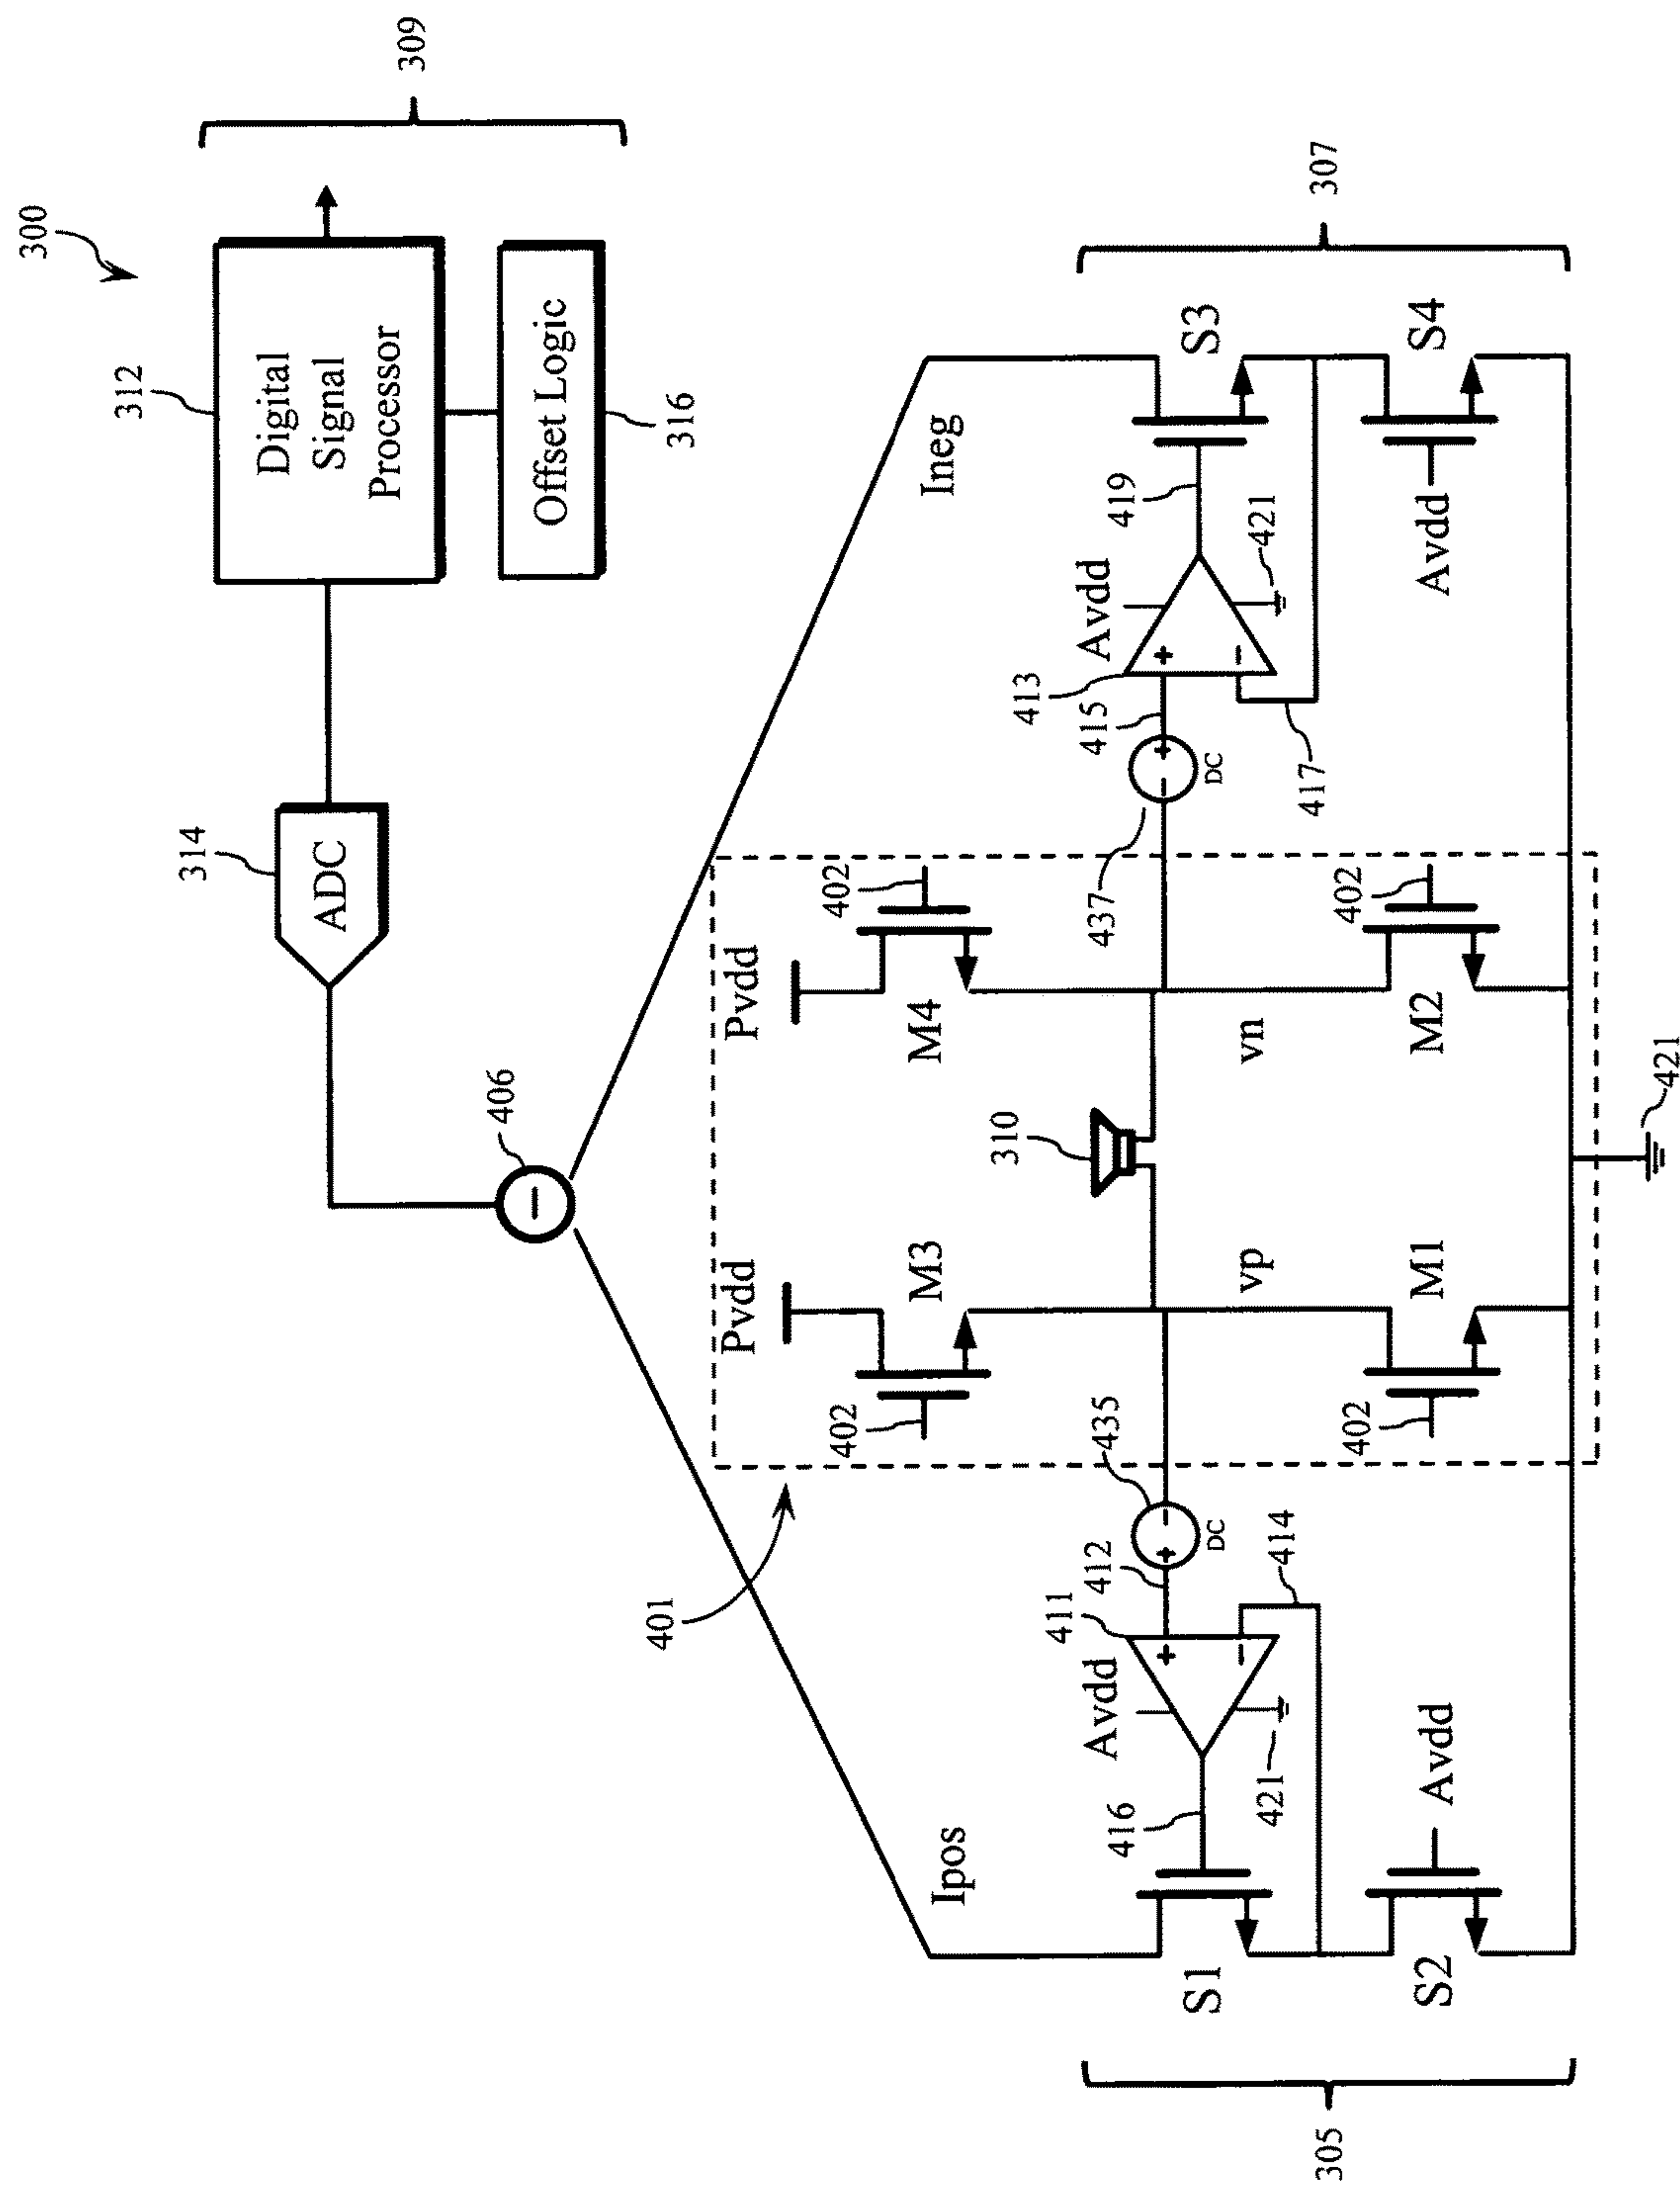 300
309
312
Digital
Signal
Processor
Offset Logic
316
314
ADC
406
−
Ipos
Ineg
401
Pvdd
Pvdd
402
M3
M4
402
310
vp
vn
402
M1
M2
402
421
305
S1
416
Avdd
411
+
−
421
412
+ −
DC
435
414
S2
Avdd
437
− +
DC
415
413
+
−
Avdd
421
417
419
S3
Avdd
S4
307